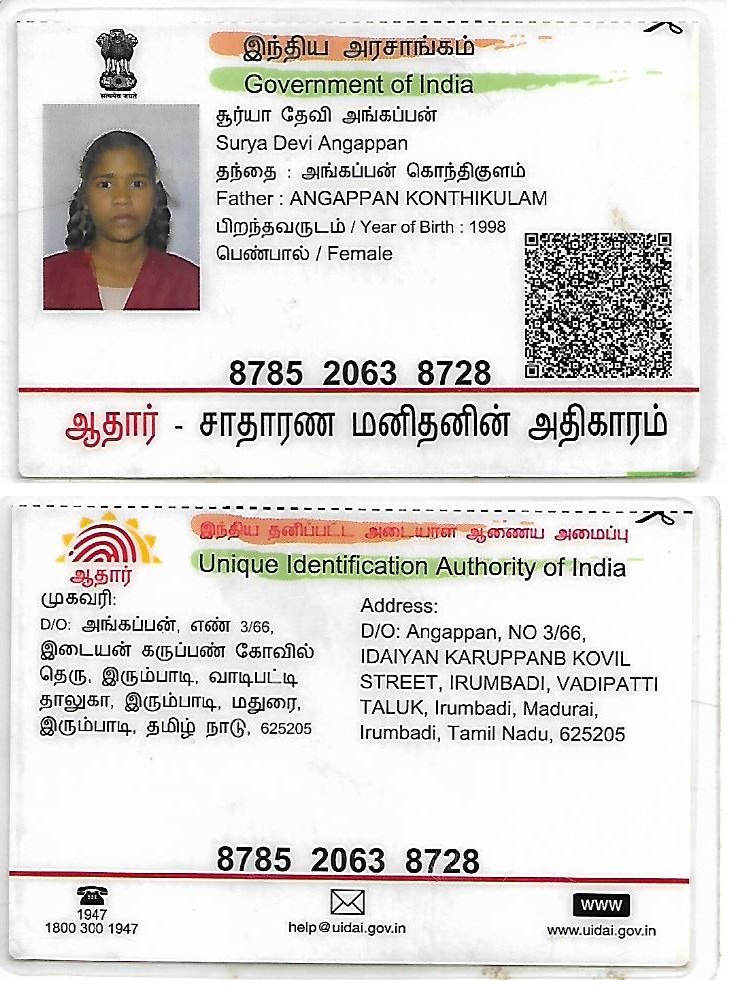 இந்திய அரசாங்கம்
Government of India
सत्यमेव जयते
சூர்யா தேவி அங்கப்பன்
Surya Devi Angappan
தந்தை : அங்கப்பன் கொந்திகுளம்
Father : ANGAPPAN KONTHIKULAM
பிறந்தவருடம் / Year of Birth : 1998
பெண்பால் / Female
8785 2063 8728
ஆதார் - சாதாரண மனிதனின் அதிகாரம்
இந்திய தனிப்பட்ட அடையாள ஆணைய அமைப்பு
Unique Identification Authority of India
ஆதார்
முகவரி:
D/O: அங்கப்பன், எண் 3/66,
இடையன் கருப்பண் கோவில்
தெரு, இரும்பாடி, வாடிபட்டி
தாலுகா, இரும்பாடி, மதுரை,
இரும்பாடி, தமிழ் நாடு, 625205
Address:
D/O: Angappan, NO 3/66,
IDAIYAN KARUPPANB KOVIL
STREET, IRUMBADI, VADIPATTI
TALUK, Irumbadi, Madurai,
Irumbadi, Tamil Nadu, 625205
8785 2063 8728
1947
1800 300 1947
help@uidai.gov.in
WWW
www.uidai.gov.in